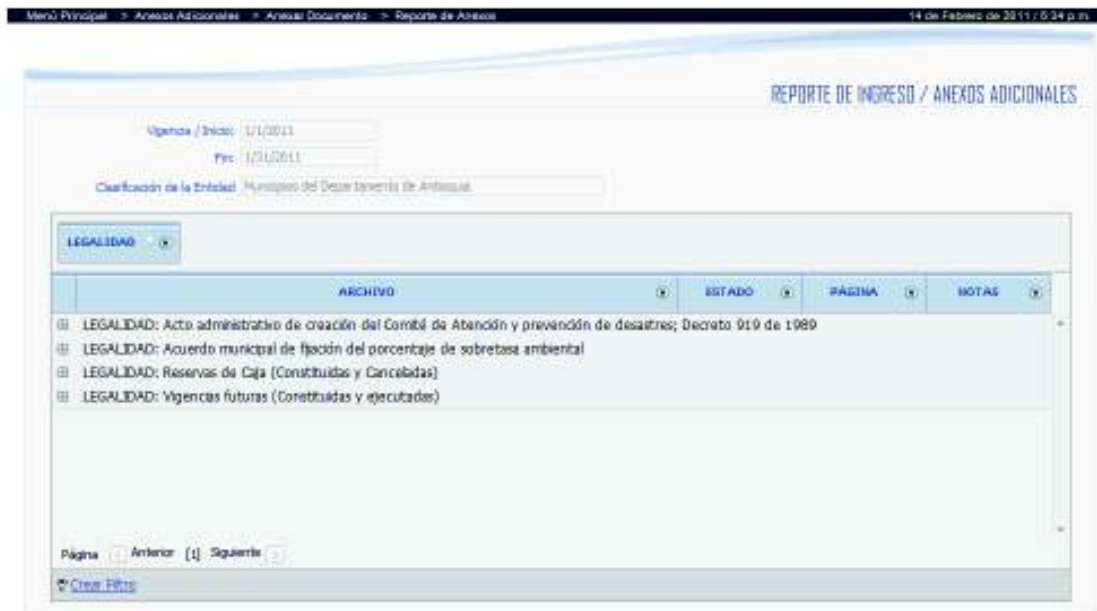 Menú Principal > Anexos Adicionales > Anexar Documento > Reporte de Anexos 14 de Febrero de 2011 / 5:34 p.m.
REPORTE DE INGRESO / ANEXOS ADICIONALES
Vigencia / Inicio: 1/1/2011
Fin: 1/31/2011
Clasificación de la Entidad Municipios del Departamento de Antioquia
LEGALIDAD
ARCHIVO ESTADO PÁGINA NOTAS
LEGALIDAD: Acto administrativo de creación del Comité de Atención y prevención de desastres; Decreto 919 de 1989
LEGALIDAD: Acuerdo municipal de fijación del porcentaje de sobretasa ambiental
LEGALIDAD: Reservas de Caja (Constituidas y Canceladas)
LEGALIDAD: Vigencias futuras (Constituidas y ejecutadas)
Página < Anterior [1] Siguiente >
Crear Filtro